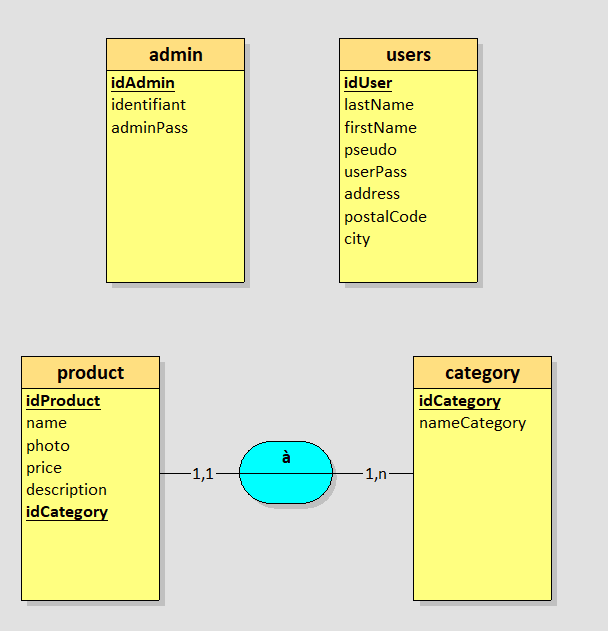 admin
idAdmin
identifiant
adminPass
users
idUser
lastName
firstName
pseudo
userPass
address
postalCode
city
product
idProduct
name
photo
price
description
idCategory
1,1
à
1,n
category
idCategory
nameCategory